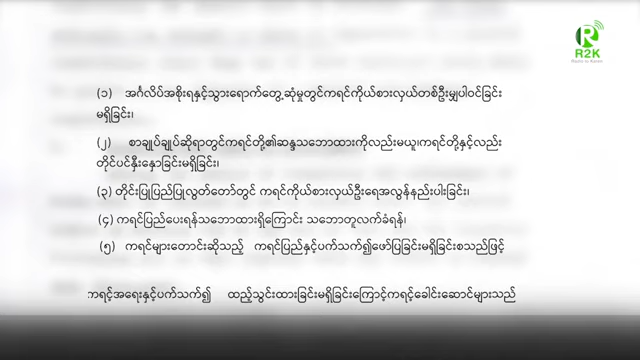 R2K
(၁) အင်္ဂလိပ်အစိုးရနှင့်သွားရောက်တွေ့ဆုံမှုတွင်ကရင်ကိုယ်စားလှယ်တစ်ဦးမျှပါဝင်ခြင်း
မရှိခြင်း၊
(၂) စာချုပ်ချုပ်ဆိုရာတွင်ကရင်တို့၏ဆန္ဒသဘောထားကိုလည်းမယူ၊ကရင်တို့နှင့်လည်း
တိုင်ပင်နှီးနှောခြင်းမရှိခြင်း၊
(၃) တိုင်းပြုပြည်ပြုလွှတ်တော်တွင် ကရင်ကိုယ်စားလှယ်ဦးရေအလွန်နည်းပါးခြင်း၊
(၄) ကရင်ပြည်ပေးရန်သဘောထားရှိကြောင်း သဘောတူလက်ခံရန်၊
(၅) ကရင်များတောင်းဆိုသည့် ကရင်ပြည်နှင့်ပက်သက်၍ဖော်ပြခြင်းမရှိခြင်းစသည်ဖြင့်
ကရင့်အရေးနှင့်ပက်သက်၍ ထည့်သွင်းထားခြင်းမရှိခြင်းကြောင့်ကရင့်ခေါင်းဆောင်များသည်